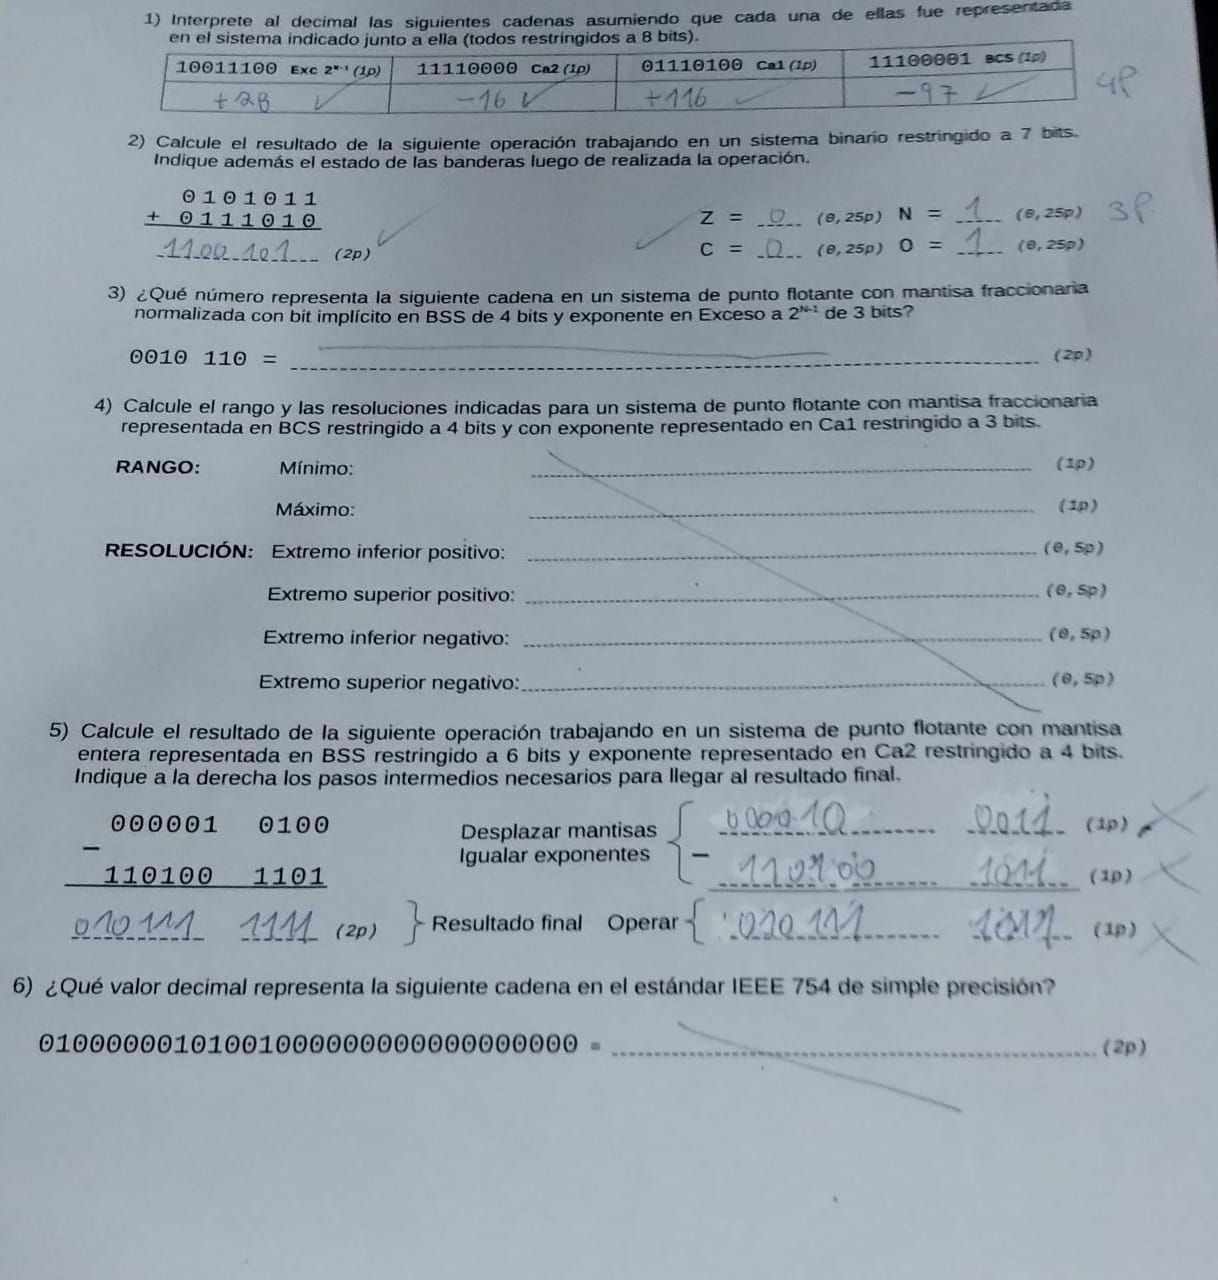 1) Interprete al decimal las siguientes cadenas asumiendo que cada una de ellas fue representada
en el sistema indicado junto a ella (todos restringidos a 8 bits).
10011100 Exc 2ⁿ⁻¹ (1p) 11110000 Ca2 (1p) 01110100 Ca1 (1p) 11100001 BCS (1p)
+28 ✓ -16 ✓ +116 ✓ -97 ✓ 4P
2) Calcule el resultado de la siguiente operación trabajando en un sistema binario restringido a 7 bits.
Indique además el estado de las banderas luego de realizada la operación.
0101011
+ 0111010
1100101 (2p) ✓
Z = 0 (0,25p) N = 1 (0,25p) 3P.
✓ C = 0 (0,25p) O = 1 (0,25p)
3) ¿Qué número representa la siguiente cadena en un sistema de punto flotante con mantisa fraccionaria
normalizada con bit implícito en BSS de 4 bits y exponente en Exceso a 2ᴺ⁻¹ de 3 bits?
0010 110 = (2p)
4) Calcule el rango y las resoluciones indicadas para un sistema de punto flotante con mantisa fraccionaria
representada en BCS restringido a 4 bits y con exponente representado en Ca1 restringido a 3 bits.
RANGO: Mínimo: (1p)
Máximo: (1p)
RESOLUCIÓN: Extremo inferior positivo: (0,5p)
Extremo superior positivo: (0,5p)
Extremo inferior negativo: (0,5p)
Extremo superior negativo: (0,5p)
5) Calcule el resultado de la siguiente operación trabajando en un sistema de punto flotante con mantisa
entera representada en BSS restringido a 6 bits y exponente representado en Ca2 restringido a 4 bits.
Indique a la derecha los pasos intermedios necesarios para llegar al resultado final.
000001 0100 Desplazar mantisas 000010 0011 (1p)
- 110100 1101 Igualar exponentes - 110100 1011 (1p)
010111 1111 (2p) Resultado final Operar 010111 (1p)
6) ¿Qué valor decimal representa la siguiente cadena en el estándar IEEE 754 de simple precisión?
01000000101001000000000000000000 = (2p)